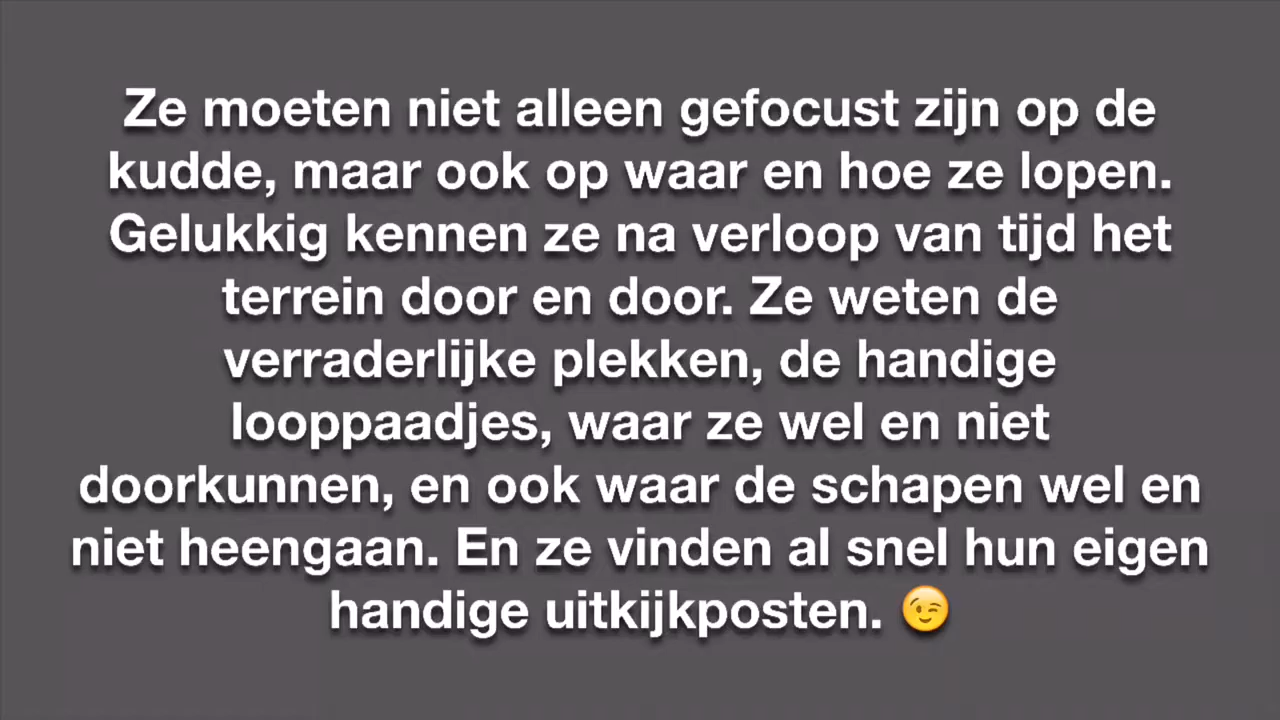 Ze moeten niet alleen gefocust zijn op de
kudde, maar ook op waar en hoe ze lopen.
Gelukkig kennen ze na verloop van tijd het
terrein door en door. Ze weten de
verraderlijke plekken, de handige
looppaadjes, waar ze wel en niet
doorkunnen, en ook waar de schapen wel en
niet heengaan. En ze vinden al snel hun eigen
handige uitkijkposten. 😉